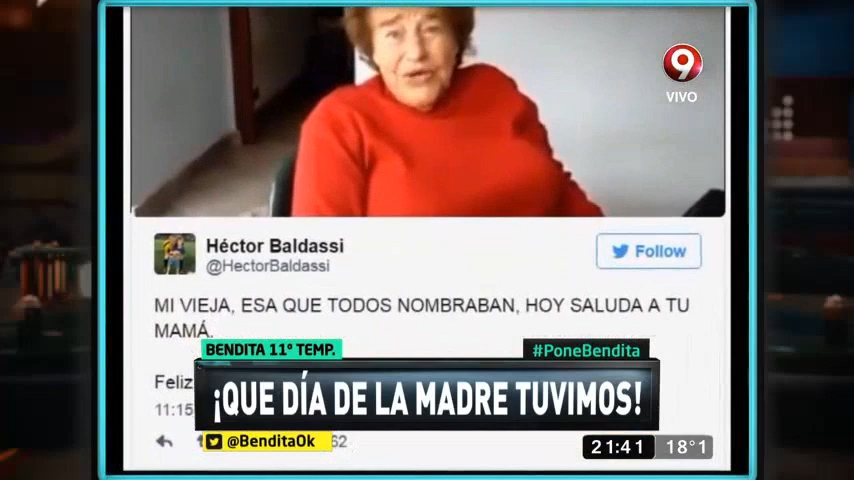 9
VIVO
Héctor Baldassi
@HectorBaldassi
Follow
MI VIEJA, ESA QUE TODOS NOMBRABAN, HOY SALUDA A TU
MAMÁ.
BENDITA 11° TEMP.
#PoneBendita
Feliz
¡QUE DÍA DE LA MADRE TUVIMOS!
11:15
@BenditaOk
62
21:41
18°1